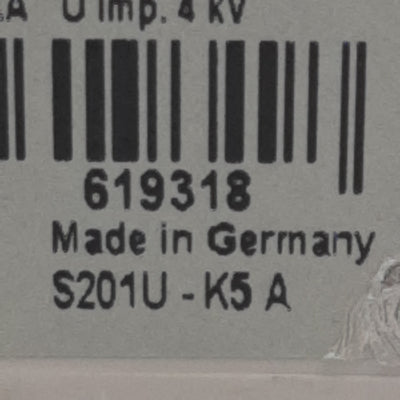 A U imp. 4 kV
619318
Made in Germany
S201U - K5 A